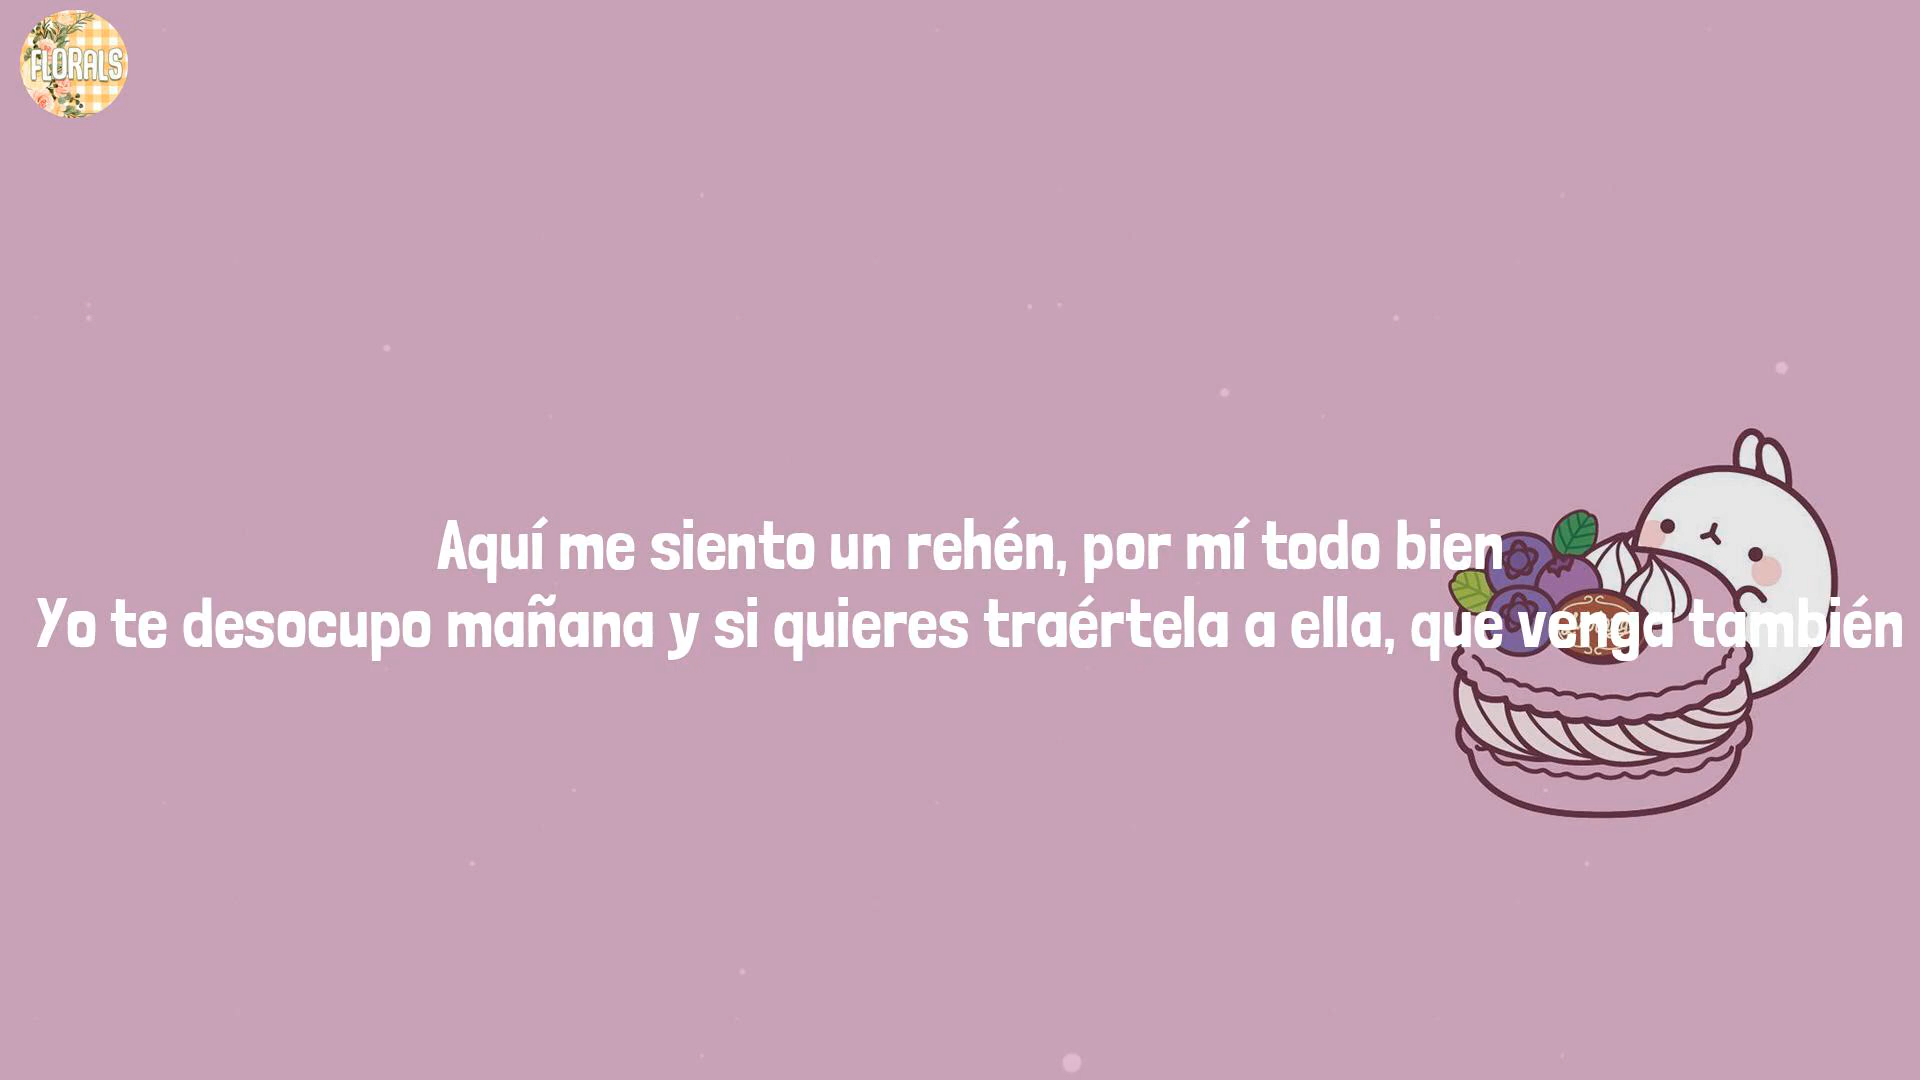 FLORALS
Aquí me siento un rehén, por mí todo bien
Yo te desocupo mañana y si quieres traértela a ella, que venga también